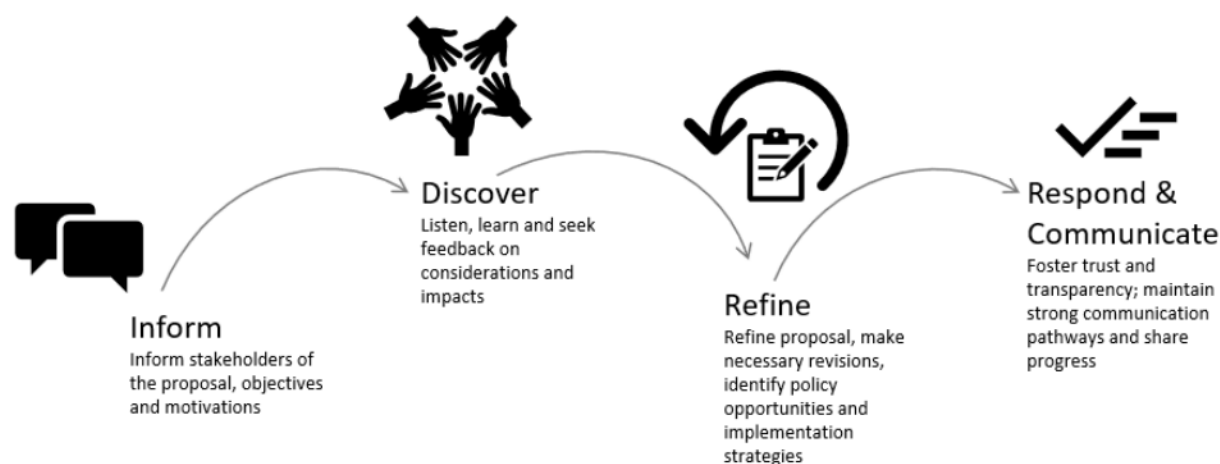 Inform
Inform stakeholders of
the proposal, objectives
and motivations
Discover
Listen, learn and seek
feedback on
considerations and
impacts
Refine
Refine proposal, make
necessary revisions,
identify policy
opportunities and
implementation
strategies
Respond &
Communicate
Foster trust and
transparency; maintain
strong communication
pathways and share
progress